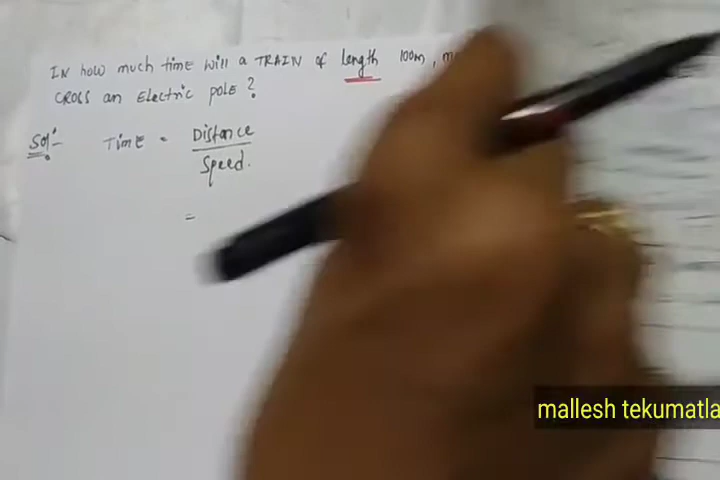 IN how much time will a TRAIN of length 100m,
CROSS an Electric pole ?
Sol:-
Time = Distance
Speed.
=
mallesh tekumatla